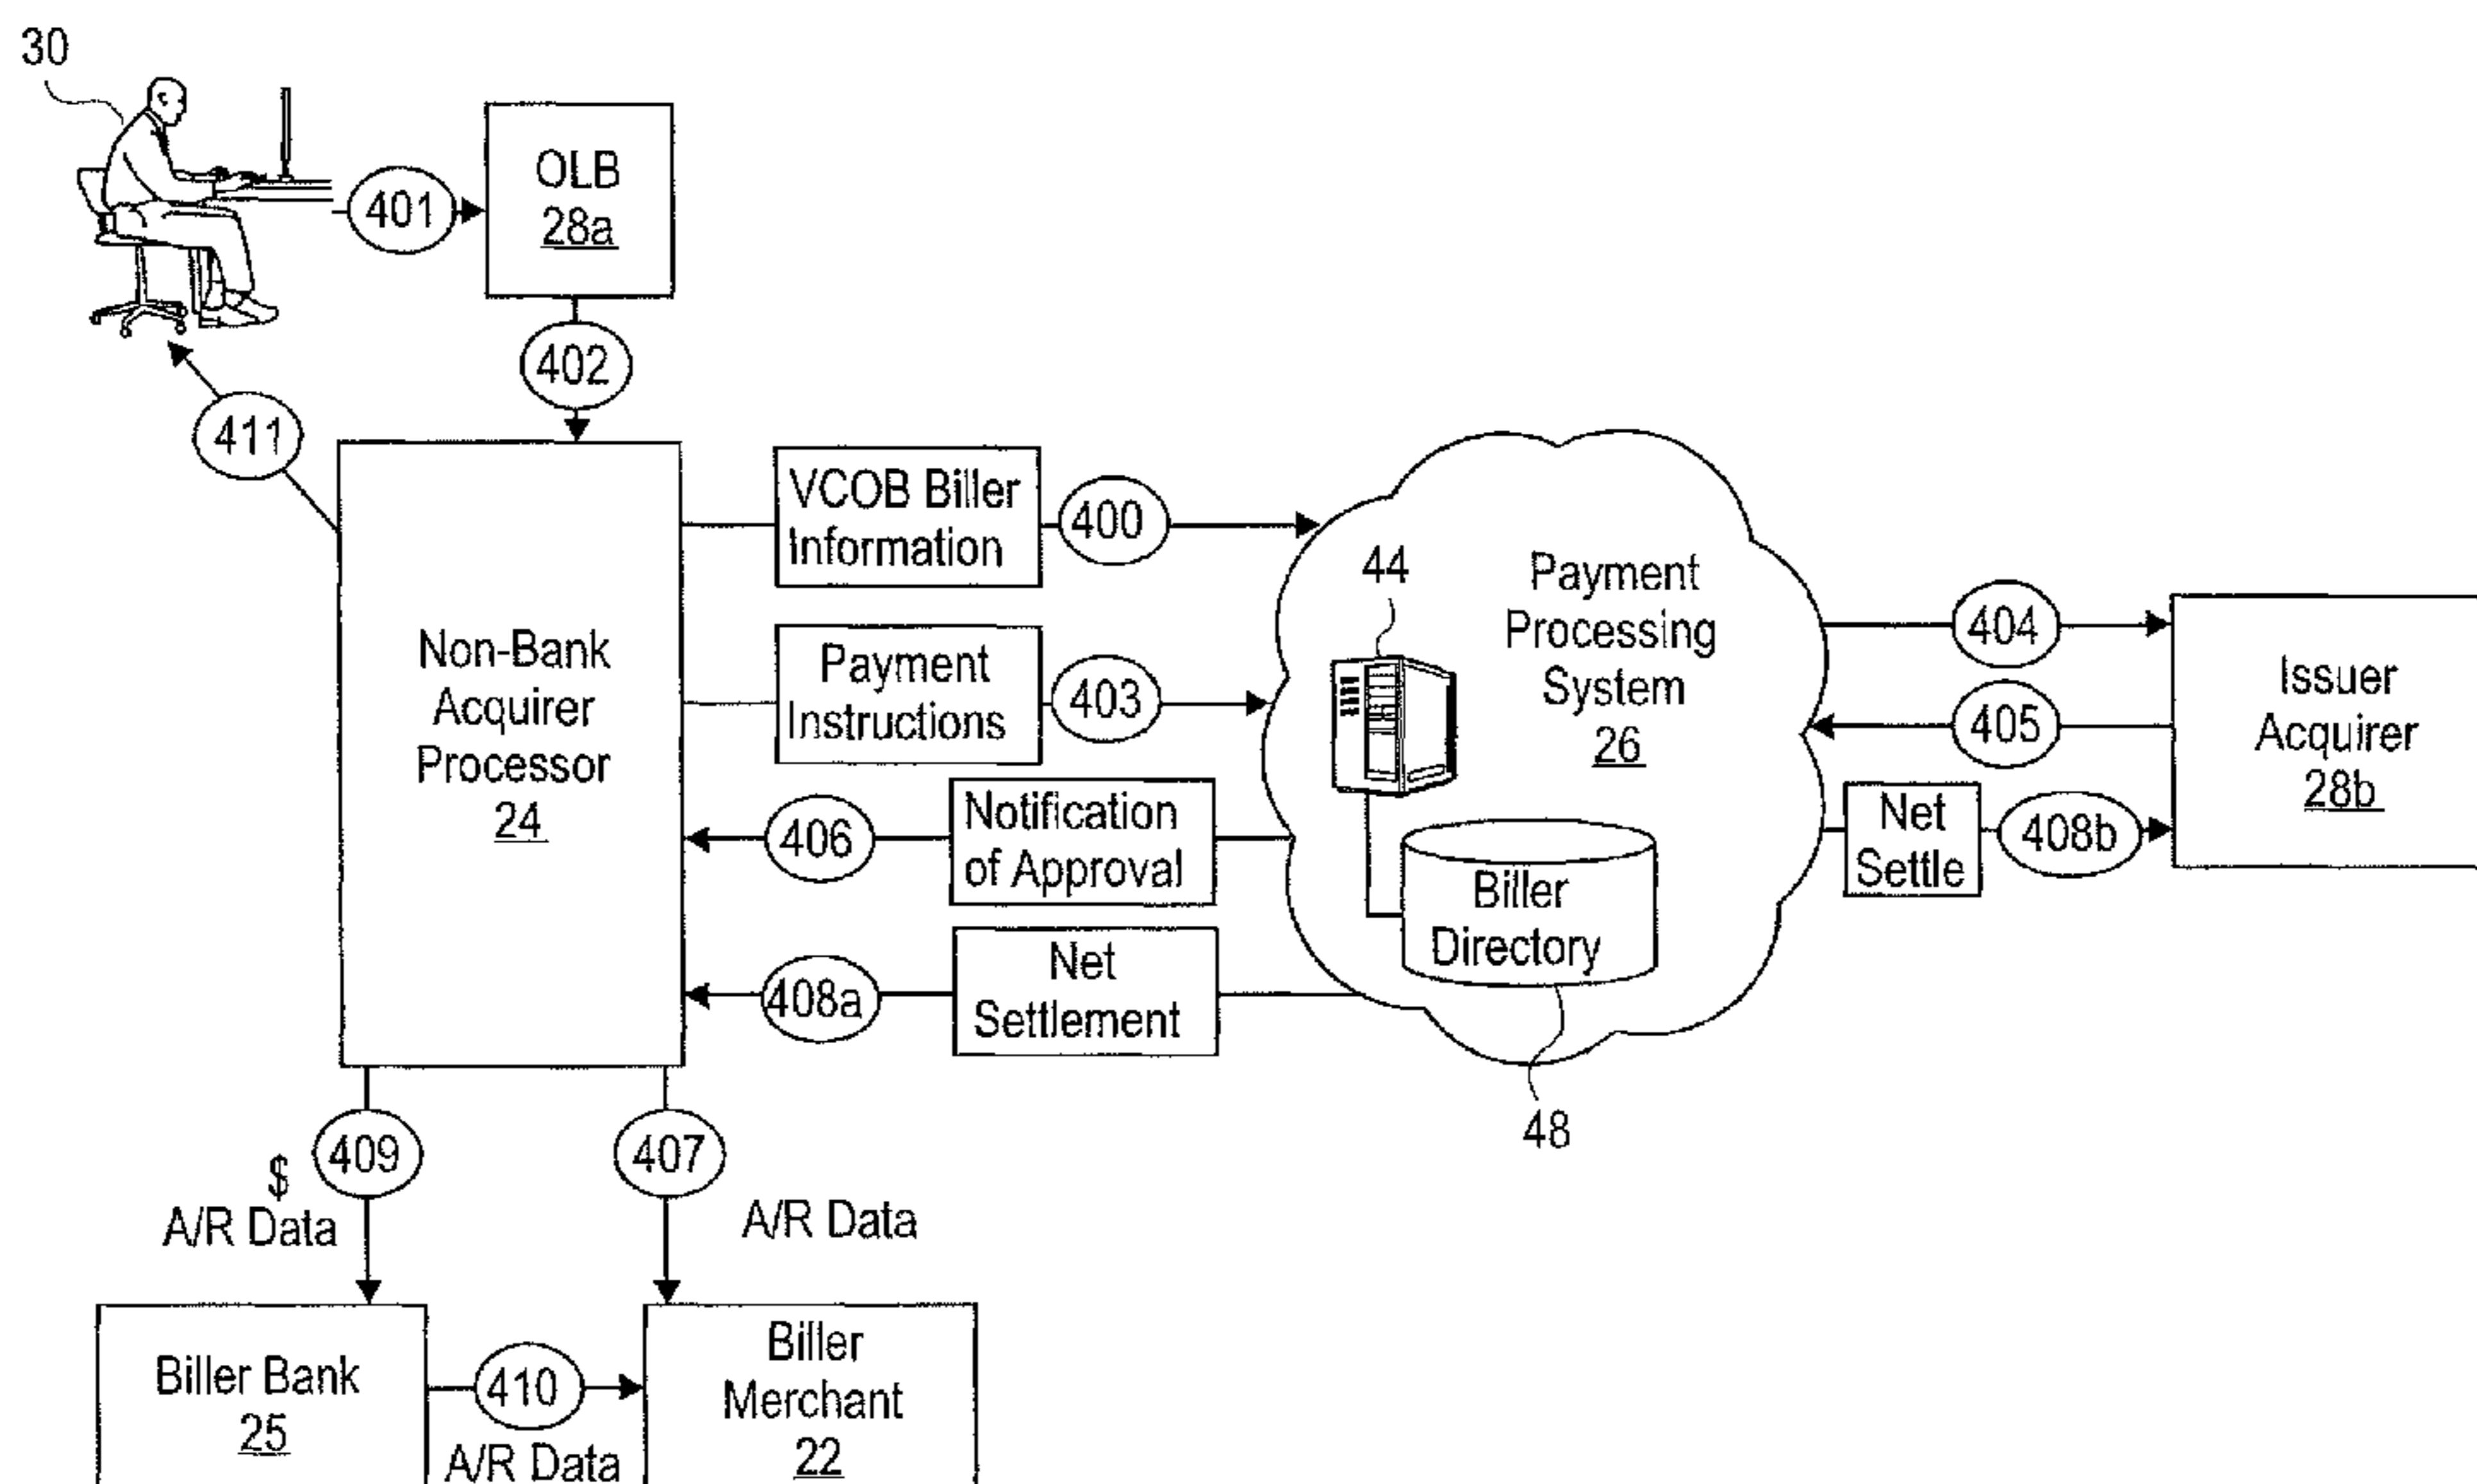 30
OLB
28a
401
402
411
VCOB Biller
Information
400
44
Payment
Processing
System
26
404
Non-Bank
Acquirer
Processor
24
Payment
Instructions
403
Issuer
Acquirer
28b
405
Notification
of Approval
406
Net
Settle
408b
Biller
Directory
Net
Settlement
408a
48
409
407
$
A/R Data
A/R Data
Biller Bank
25
410
A/R Data
Biller
Merchant
22